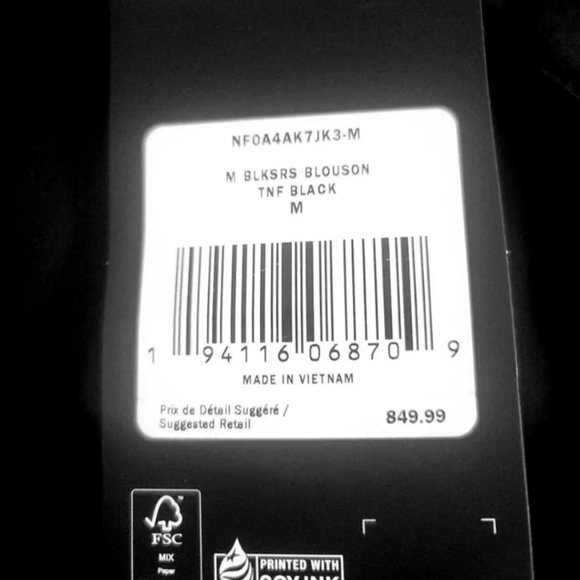 NF0A4AK7JK3-M
M BLKSRS BLOUSON
TNF BLACK
M
1 94116 06870 9
MADE IN VIETNAM
Prix de Détail Suggéré /
Suggested Retail
849.99
FSC
MIX
Paper
PRINTED WITH
SOY INK